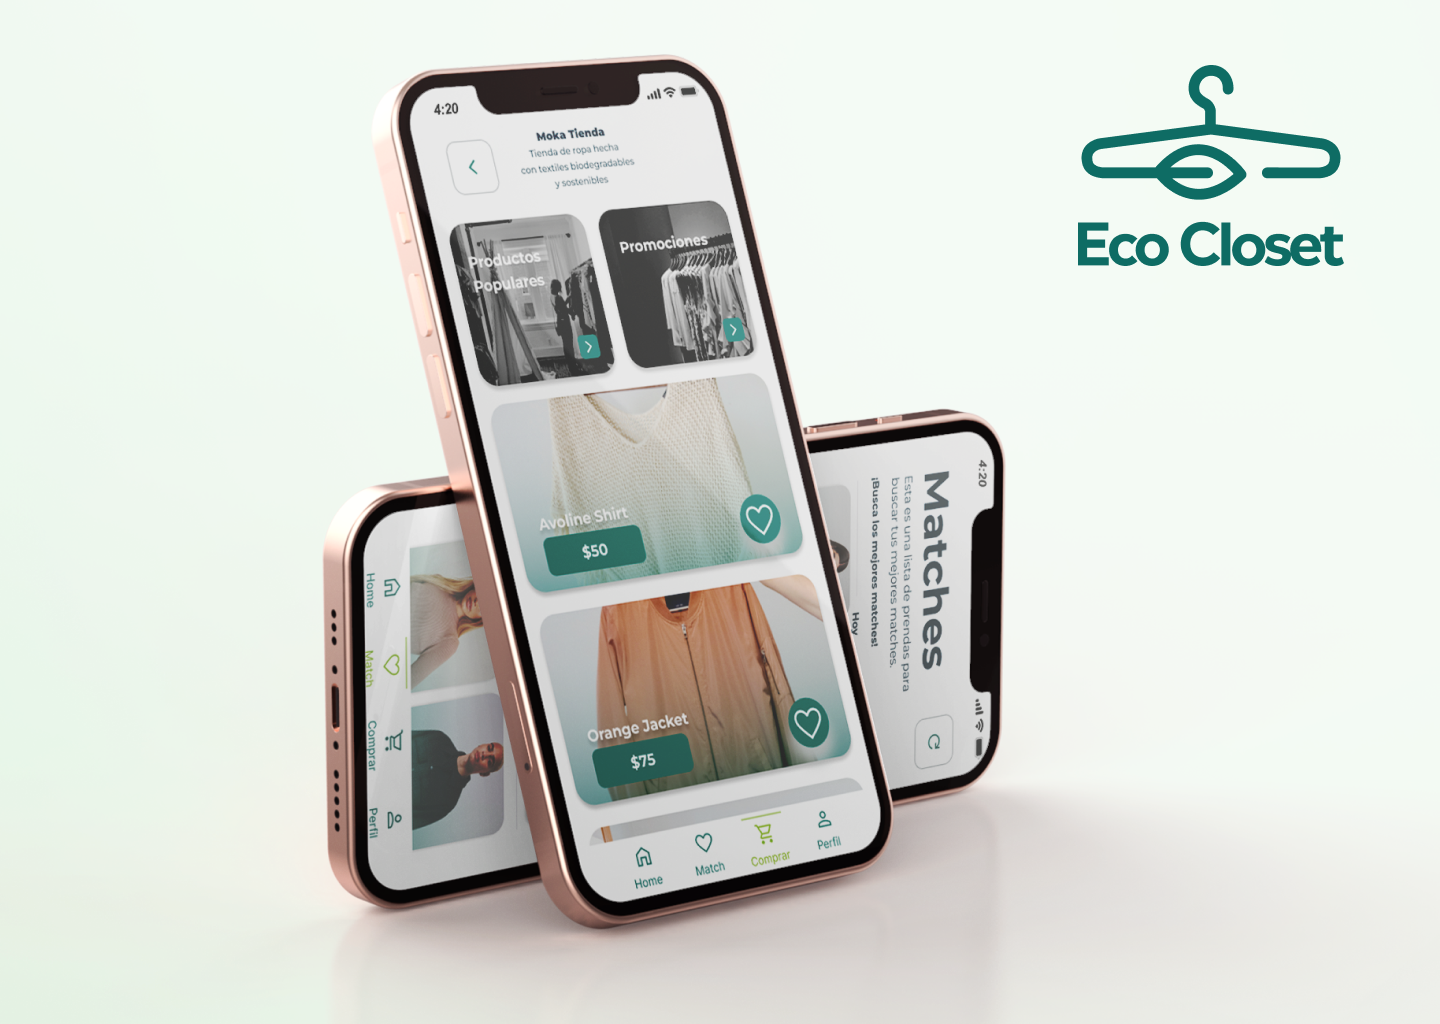 Eco Closet
4:20
Moka Tienda
Tienda de ropa hecha
con textiles biodegradables
y sostenibles
Productos
Populares
Promociones
Avoline Shirt
$50
Orange Jacket
$75
Home
Match
Comprar
Perfil
4:20
Matches
Esta es una lista de prendas para
buscar tus mejores matches.
¡Busca los mejores matches!
Hoy
Home
Match
Comprar
Perfil